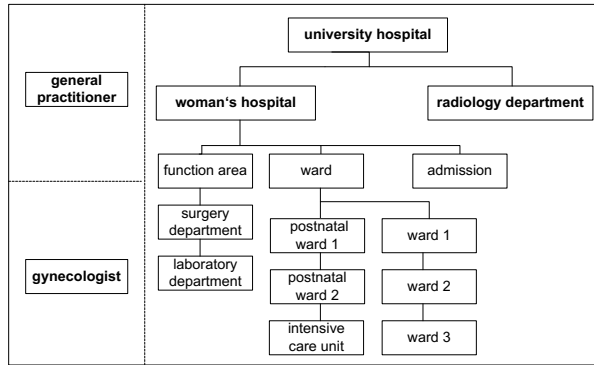 university hospital
general
practitioner
woman's hospital
radiology department
function area
ward
admission
surgery
department
postnatal
ward 1
ward 1
gynecologist
laboratory
department
postnatal
ward 2
ward 2
intensive
care unit
ward 3